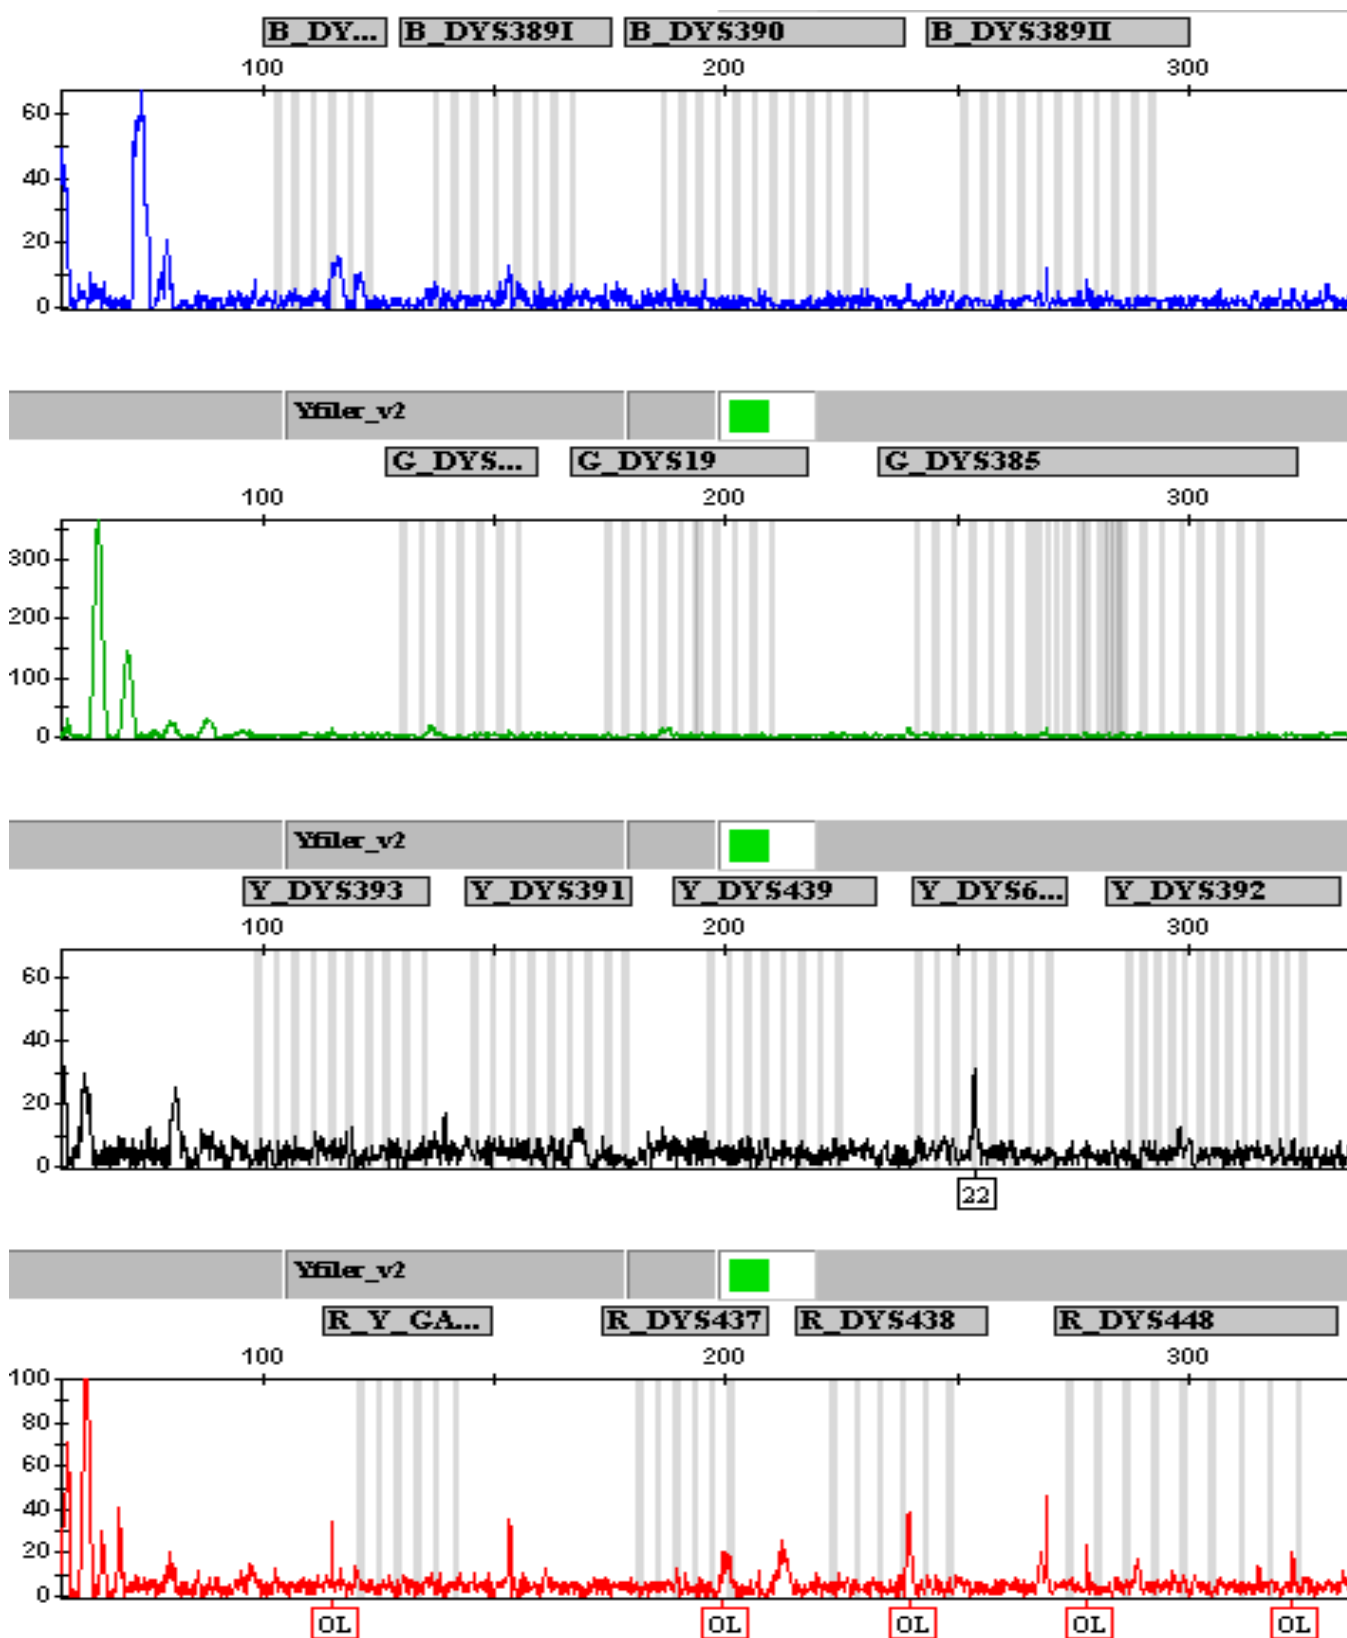 B_DY... B_DYS389I B_DYS390 B_DYS389II
100 200 300
60
40
20
0
Yfiler_v2
G_DYS... G_DYS19 G_DYS385
100 200 300
300
200
100
0
Yfiler_v2
Y_DYS393 Y_DYS391 Y_DYS439 Y_DYS6... Y_DYS392
100 200 300
60
40
20
0
22
Yfiler_v2
R_Y_GA... R_DYS437 R_DYS438 R_DYS448
100 200 300
100
80
60
40
20
0
OL OL OL OL OL